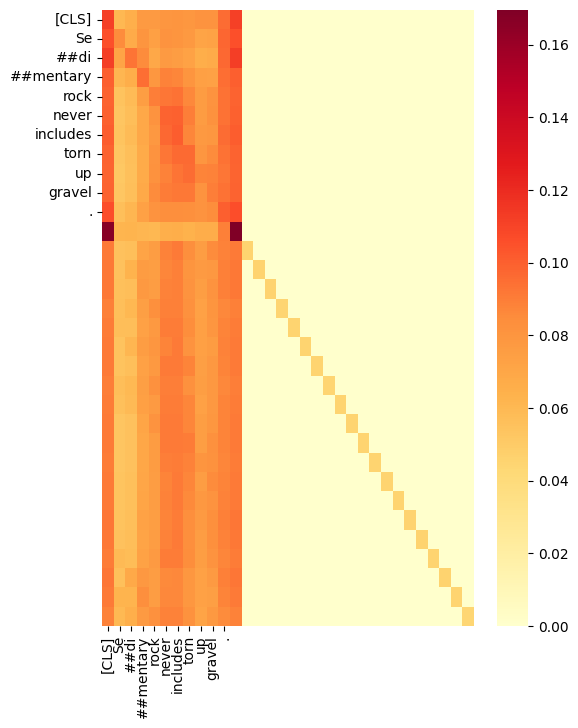 [CLS]
Se
##di
##mentary
rock
never
includes
torn
up
gravel
.
0.16
0.14
0.12
0.10
0.08
0.06
0.04
0.02
0.00
[CLS]
Se
##di
##mentary
rock
never
includes
torn
up
gravel
.